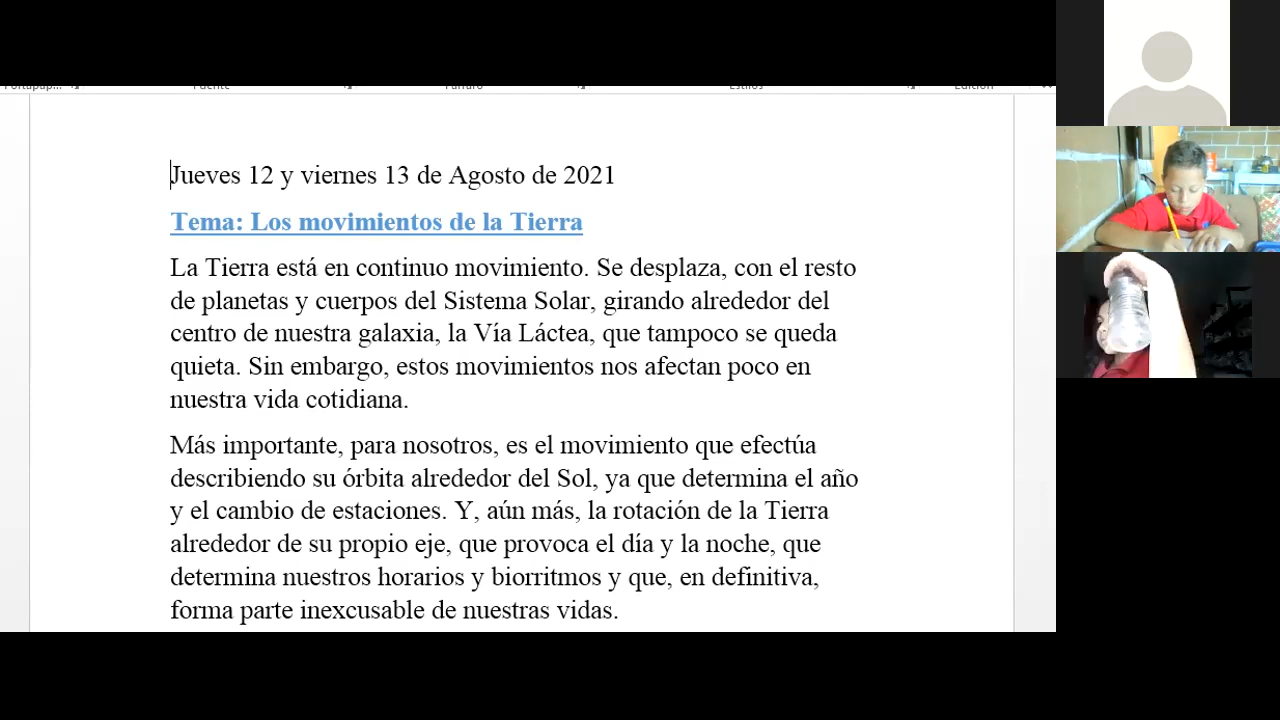 Portapap... Fuente Párrafo Estilos Edición
Jueves 12 y viernes 13 de Agosto de 2021
Tema: Los movimientos de la Tierra
La Tierra está en continuo movimiento. Se desplaza, con el resto
de planetas y cuerpos del Sistema Solar, girando alrededor del
centro de nuestra galaxia, la Vía Láctea, que tampoco se queda
quieta. Sin embargo, estos movimientos nos afectan poco en
nuestra vida cotidiana.
Más importante, para nosotros, es el movimiento que efectúa
describiendo su órbita alrededor del Sol, ya que determina el año
y el cambio de estaciones. Y, aún más, la rotación de la Tierra
alrededor de su propio eje, que provoca el día y la noche, que
determina nuestros horarios y biorritmos y que, en definitiva,
forma parte inexcusable de nuestras vidas.